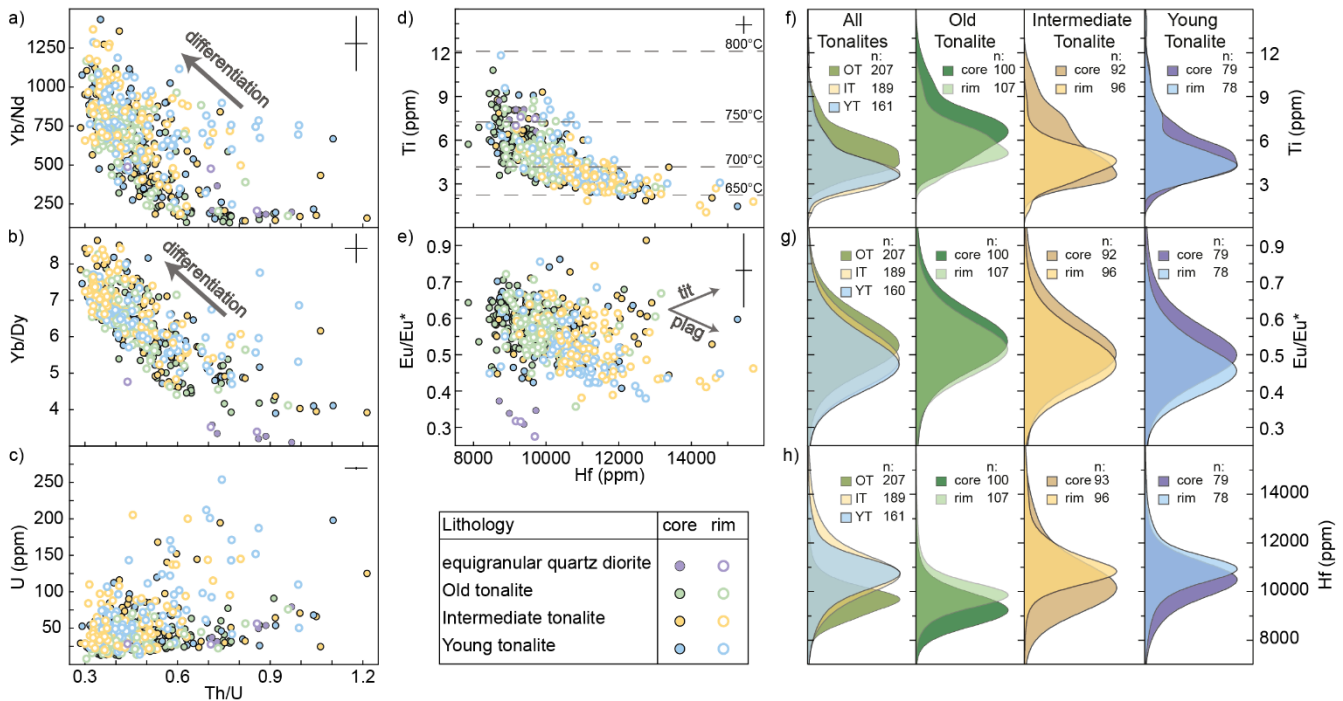 a)
Yb/Nd
1250
1000
750
500
250
differentiation
b)
Yb/Dy
8
7
6
5
4
differentiation
c)
U (ppm)
250
200
150
100
50
0.3
0.6
0.9
1.2
Th/U
d)
Ti (ppm)
12
9
6
3
800°C
750°C
700°C
650°C
e)
Eu/Eu*
0.9
0.7
0.6
0.5
0.4
0.3
tit
plag
8000
10000
12000
14000
Hf (ppm)
Lithology core rim
equigranular quartz diorite
Old tonalite
Intermediate tonalite
Young tonalite
f)
All
Tonalites
n:
OT 207
IT 189
YT 161
Old
Tonalite
n:
core 100
rim 107
Intermediate
Tonalite
n:
core 92
rim 96
Young
Tonalite
n:
core 79
rim 78
12
9
6
3
Ti (ppm)
g)
n:
OT 207
IT 189
YT 160
n:
core 100
rim 107
n:
core 92
rim 96
n:
core 79
rim 78
0.9
0.7
0.6
0.5
0.4
0.3
Eu/Eu*
h)
n:
OT 207
IT 189
YT 161
n:
core 100
rim 107
n:
core 93
rim 96
n:
core 79
rim 78
14000
12000
10000
8000
Hf (ppm)